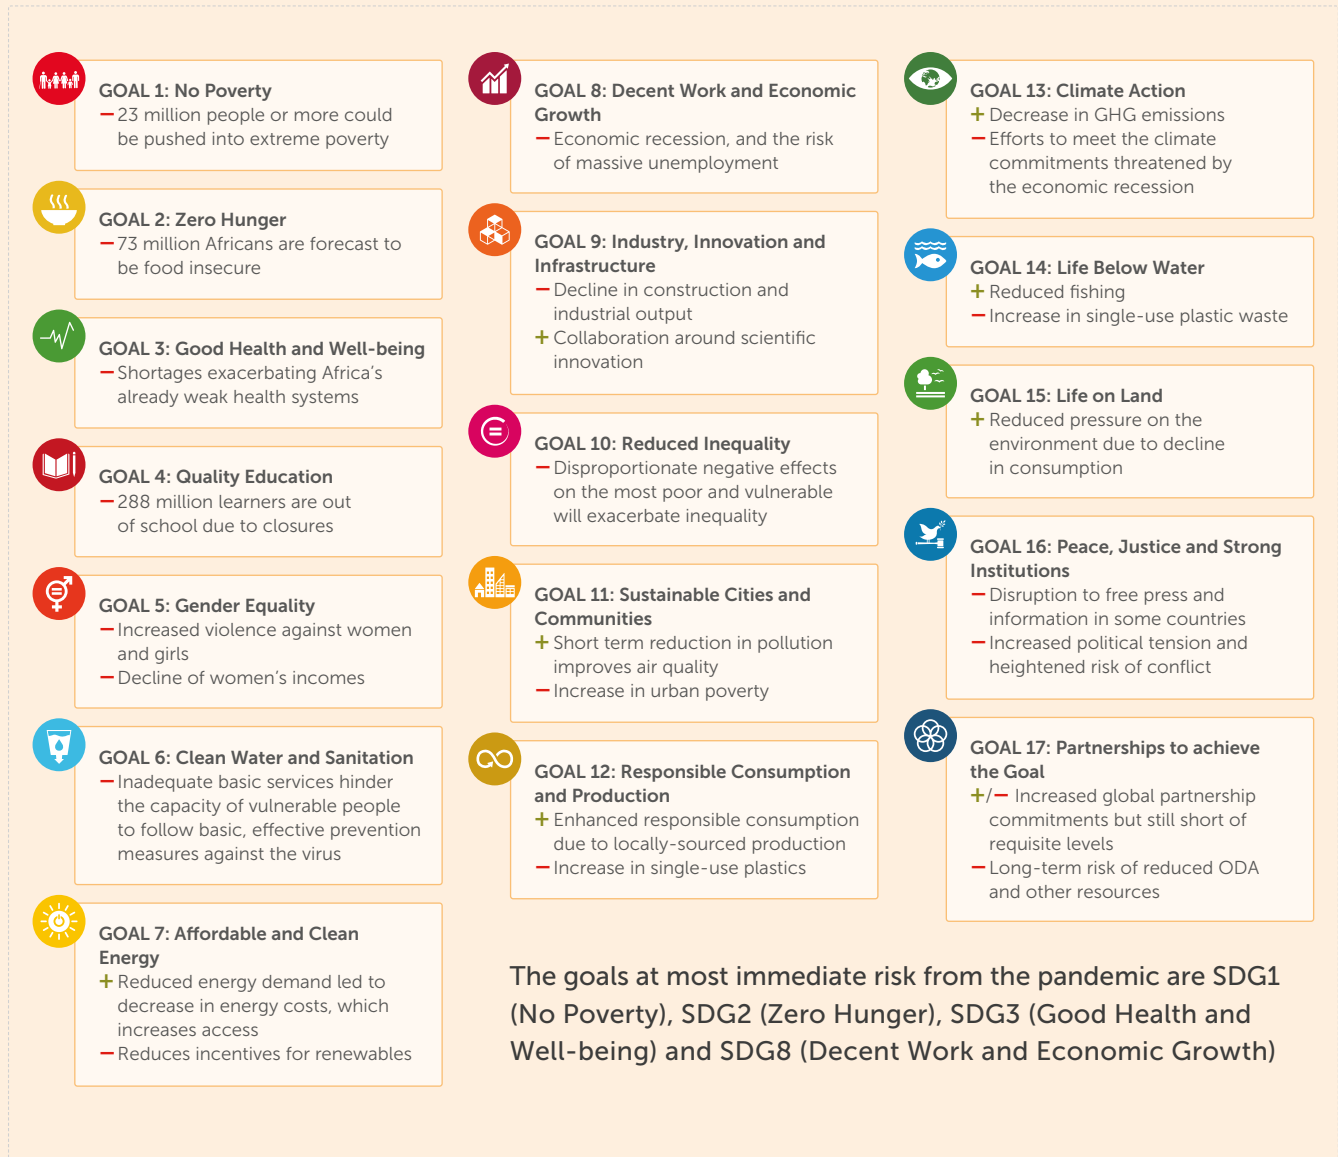 GOAL 1: No Poverty
− 23 million people or more could
be pushed into extreme poverty
GOAL 2: Zero Hunger
− 73 million Africans are forecast to
be food insecure
GOAL 3: Good Health and Well-being
− Shortages exacerbating Africa’s
already weak health systems
GOAL 4: Quality Education
− 288 million learners are out
of school due to closures
GOAL 5: Gender Equality
− Increased violence against women
and girls
− Decline of women’s incomes
GOAL 6: Clean Water and Sanitation
− Inadequate basic services hinder
the capacity of vulnerable people
to follow basic, effective prevention
measures against the virus
GOAL 7: Affordable and Clean
Energy
+ Reduced energy demand led to
decrease in energy costs, which
increases access
− Reduces incentives for renewables
GOAL 8: Decent Work and Economic
Growth
− Economic recession, and the risk
of massive unemployment
GOAL 9: Industry, Innovation and
Infrastructure
− Decline in construction and
industrial output
+ Collaboration around scientific
innovation
GOAL 10: Reduced Inequality
− Disproportionate negative effects
on the most poor and vulnerable
will exacerbate inequality
GOAL 11: Sustainable Cities and
Communities
+ Short term reduction in pollution
improves air quality
− Increase in urban poverty
GOAL 12: Responsible Consumption
and Production
+ Enhanced responsible consumption
due to locally-sourced production
− Increase in single-use plastics
GOAL 13: Climate Action
+ Decrease in GHG emissions
− Efforts to meet the climate
commitments threatened by
the economic recession
GOAL 14: Life Below Water
+ Reduced fishing
− Increase in single-use plastic waste
GOAL 15: Life on Land
+ Reduced pressure on the
environment due to decline
in consumption
GOAL 16: Peace, Justice and Strong
Institutions
− Disruption to free press and
information in some countries
− Increased political tension and
heightened risk of conflict
GOAL 17: Partnerships to achieve
the Goal
+/− Increased global partnership
commitments but still short of
requisite levels
− Long-term risk of reduced ODA
and other resources
The goals at most immediate risk from the pandemic are SDG1
(No Poverty), SDG2 (Zero Hunger), SDG3 (Good Health and
Well-being) and SDG8 (Decent Work and Economic Growth)